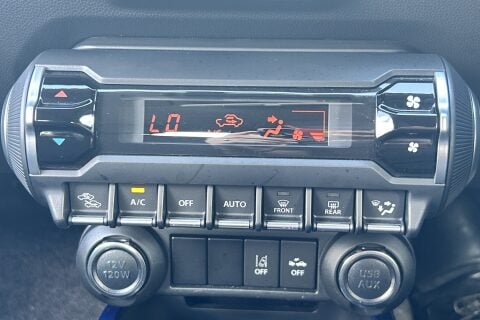 LO
A/C
OFF
AUTO
FRONT
REAR
12V
120W
OFF
OFF
USB
AUX